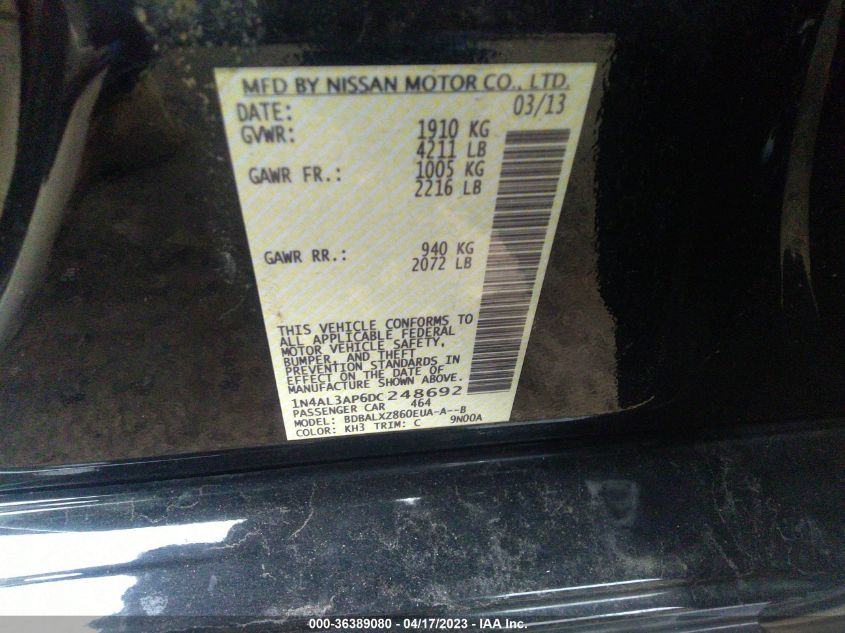 MFD BY NISSAN MOTOR CO., LTD.
DATE: 03/13
GVWR: 1910 KG
4211 LB
GAWR FR.: 1005 KG
2216 LB
GAWR RR.: 940 KG
2072 LB
THIS VEHICLE CONFORMS TO
ALL APPLICABLE FEDERAL
MOTOR VEHICLE SAFETY,
BUMPER, AND THEFT
PREVENTION STANDARDS IN
EFFECT ON THE DATE OF
MANUFACTURE SHOWN ABOVE.
1N4AL3AP6DC248692
PASSENGER CAR 464
MODEL: BDBALXZ860EUA-A--B
COLOR: KH3 TRIM: C 9N00A
000-36389080 - 04/17/2023 - IAA Inc.